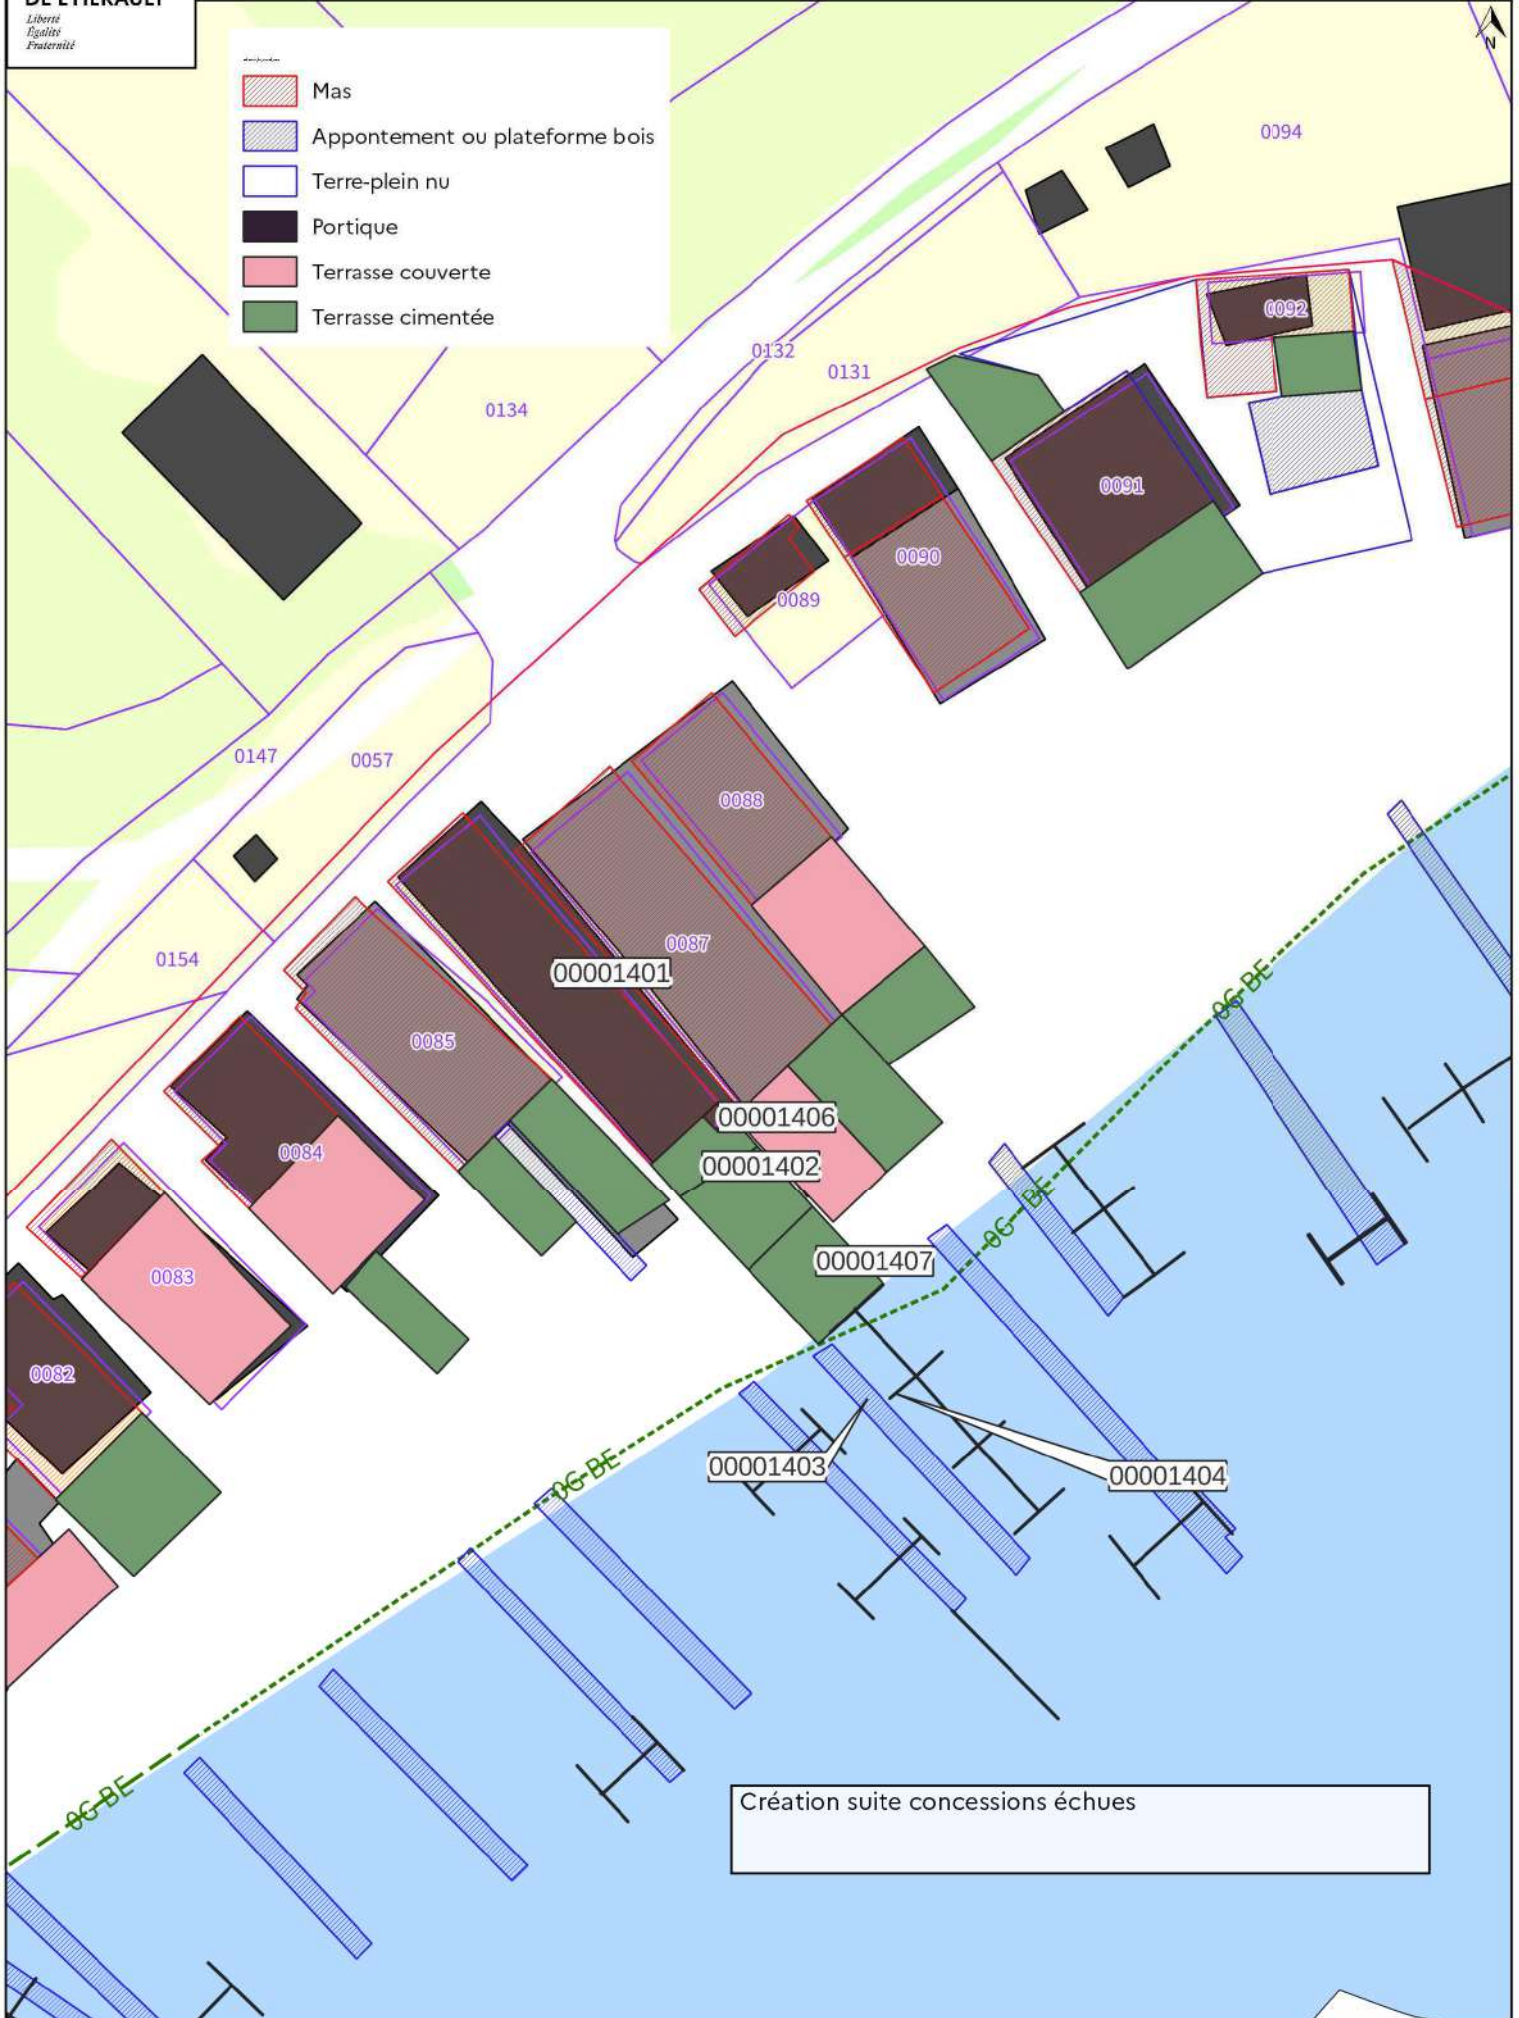 Liberté
Égalité
Fraternité
N
Mas
Appontement ou plateforme bois
Terre-plein nu
Portique
Terrasse couverte
Terrasse cimentée
0094
0092
0132
0131
0134
0091
0090
0089
0147
0057
0088
0087
0154
00001401
0G BE
0085
00001406
0084
00001402
0G BE
00001407
0083
0082
00001403
00001404
0G BE
0G BE
Création suite concessions échues